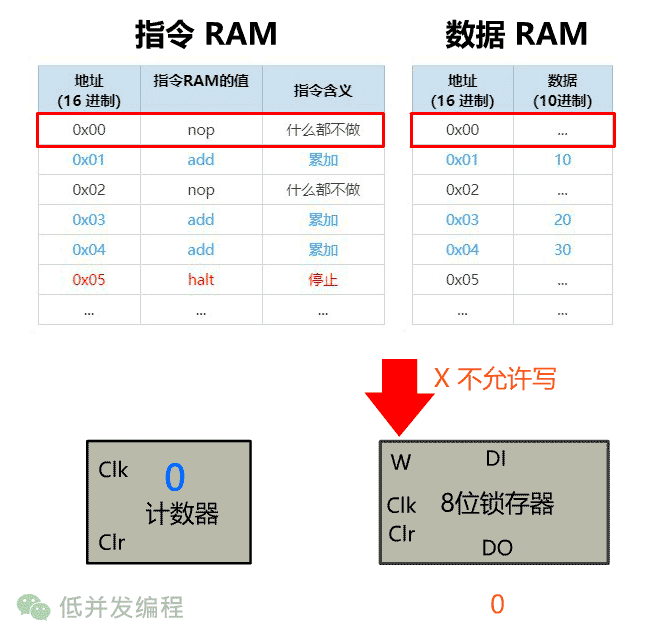 指令 RAM
数据 RAM
地址 指令RAM的值 指令含义
(16 进制)
地址 数据
(16 进制) (10进制)
0x00 nop 什么都不做 0x00 ...
0x01 add 累加 0x01 10
0x02 nop 什么都不做 0x02 ...
0x03 add 累加 0x03 20
0x04 add 累加 0x04 30
0x05 halt 停止 0x05 ...
... ... ... ... ...
X 不允许写
Clk 0
计数器
Clr
W DI
Clk 8位锁存器
Clr
DO
低并发编程
0